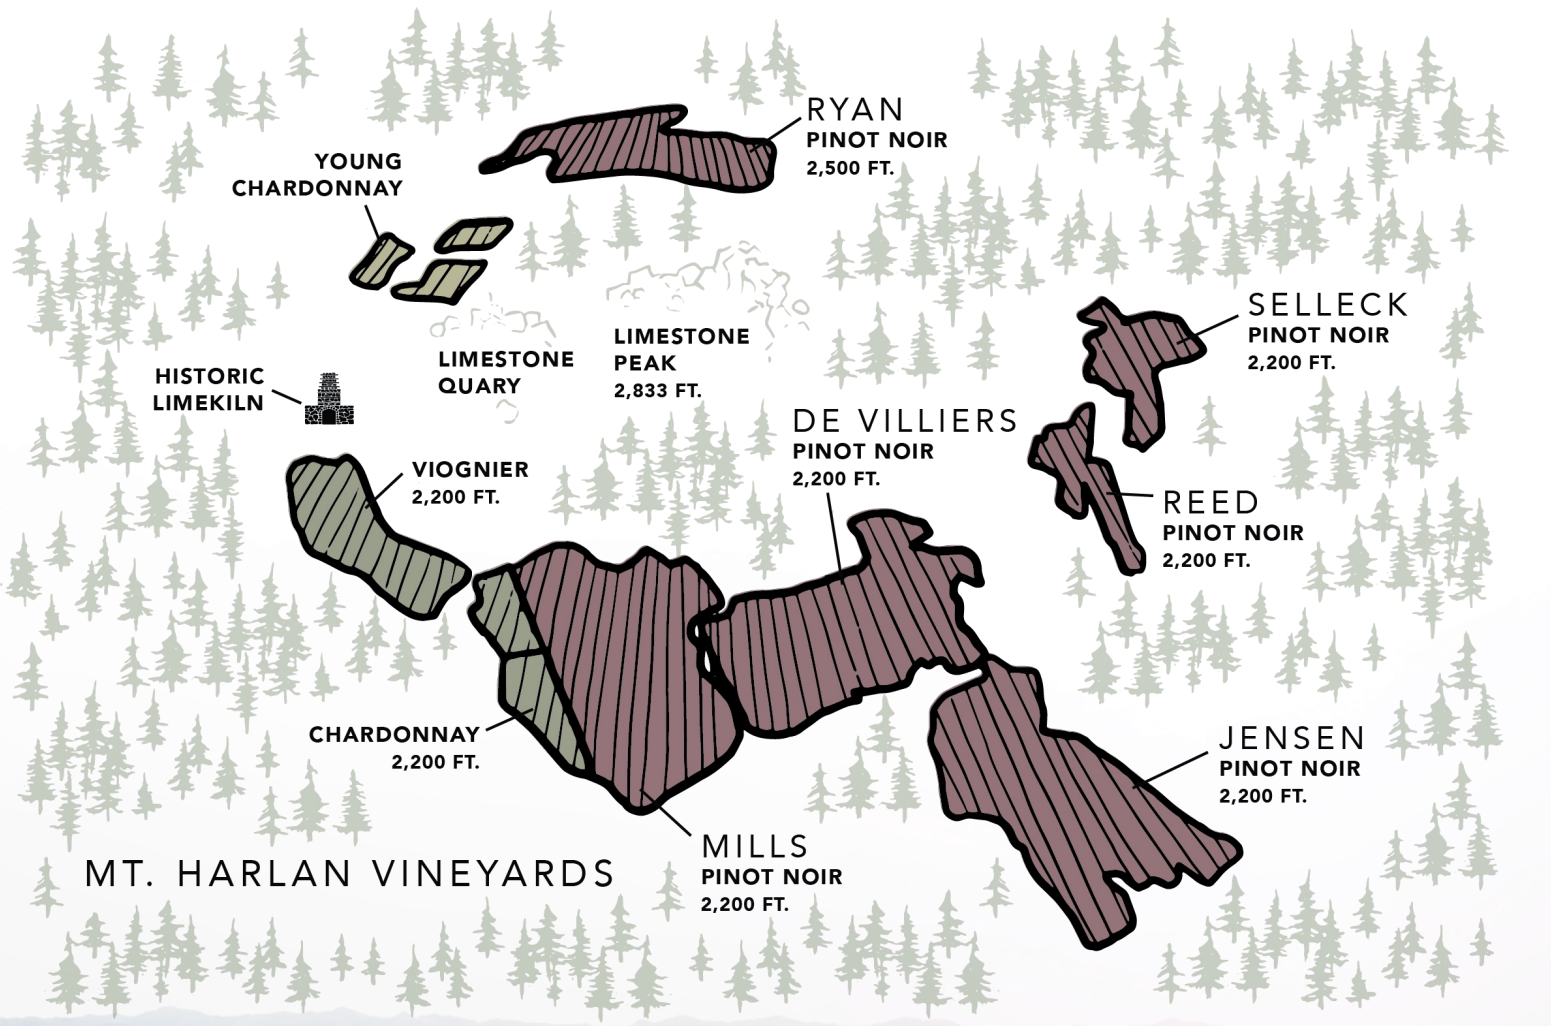 RYAN
PINOT NOIR
2,500 FT.
YOUNG
CHARDONNAY
SELLECK
PINOT NOIR
2,200 FT.
LIMESTONE
PEAK
2,833 FT.
LIMESTONE
QUARY
HISTORIC
LIMEKILN
DE VILLIERS
PINOT NOIR
2,200 FT.
VIOGNIER
2,200 FT.
REED
PINOT NOIR
2,200 FT.
CHARDONNAY
2,200 FT.
JENSEN
PINOT NOIR
2,200 FT.
MILLS
PINOT NOIR
2,200 FT.
MT. HARLAN VINEYARDS